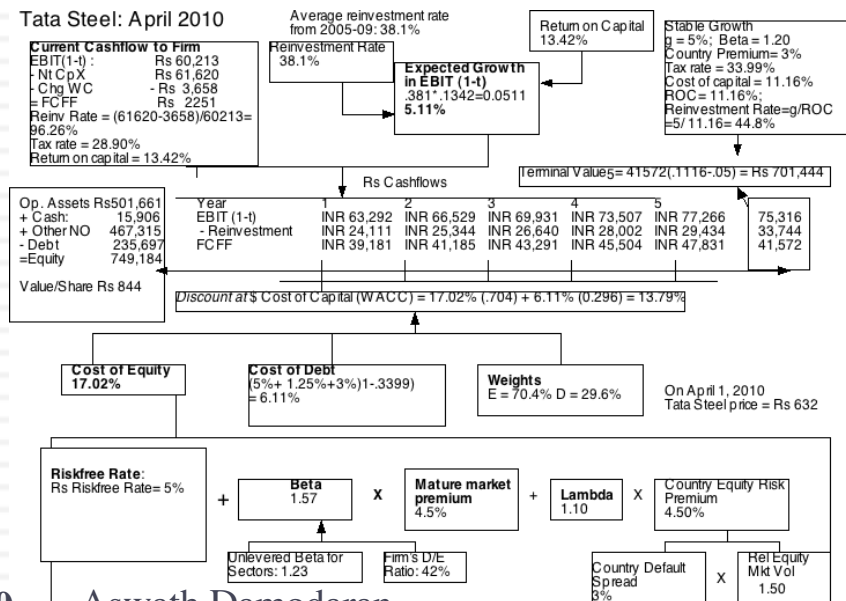 Tata Steel: April 2010
Average reinvestment rate
from 2005-09: 38.1%
Current Cashflow to Firm
EBIT(1-t) : Rs 60,213
- Nt CpX Rs 61,620
- Chg WC - Rs 3,658
= FCFF Rs 2251
Reinv Rate = (61620-3658)/60213=
96.26%
Tax rate = 28.90%
Return on capital = 13.42%
Reinvestment Rate
38.1%
Return on Capital
13.42%
Expected Growth
in EBIT (1-t)
.381*.1342=0.0511
5.11%
Stable Growth
g = 5%; Beta = 1.20
Country Premium= 3%
Tax rate = 33.99%
Cost of capital = 11.16%
ROC= 11.16%;
Reinvestment Rate=g/ROC
=5/ 11.16= 44.8%
Terminal Value5= 41572(.1116-.05) = Rs 701,444
Rs Cashflows
Op. Assets Rs501,661
+ Cash: 15,906
+ Other NO 467,315
- Debt 235,697
=Equity 749,184
Value/Share Rs 844
Year 1 2 3 4 5
EBIT (1-t) INR 63,292 INR 66,529 INR 69,931 INR 73,507 INR 77,266 75,316
- Reinvestment INR 24,111 INR 25,344 INR 26,640 INR 28,002 INR 29,434 33,744
FCFF INR 39,181 INR 41,185 INR 43,291 INR 45,504 INR 47,831 41,572
Discount at $ Cost of Capital (WACC) = 17.02% (.704) + 6.11% (0.296) = 13.79%
Cost of Equity
17.02%
Cost of Debt
(5%+ 1.25%+3%)1-.3399)
= 6.11%
Weights
E = 70.4% D = 29.6%
On April 1, 2010
Tata Steel price = Rs 632
Riskfree Rate:
Rs Riskfree Rate= 5%
+
Beta
1.57
X
Mature market
premium
4.5%
+
Lambda
1.10
X
Country Equity Risk
Premium
4.50%
Unlevered Beta for
Sectors: 1.23
Firm's D/E
Ratio: 42%
Country Default
Spread
3%
X
Rel Equity
Mkt Vol
1.50
Aswath Damodaran